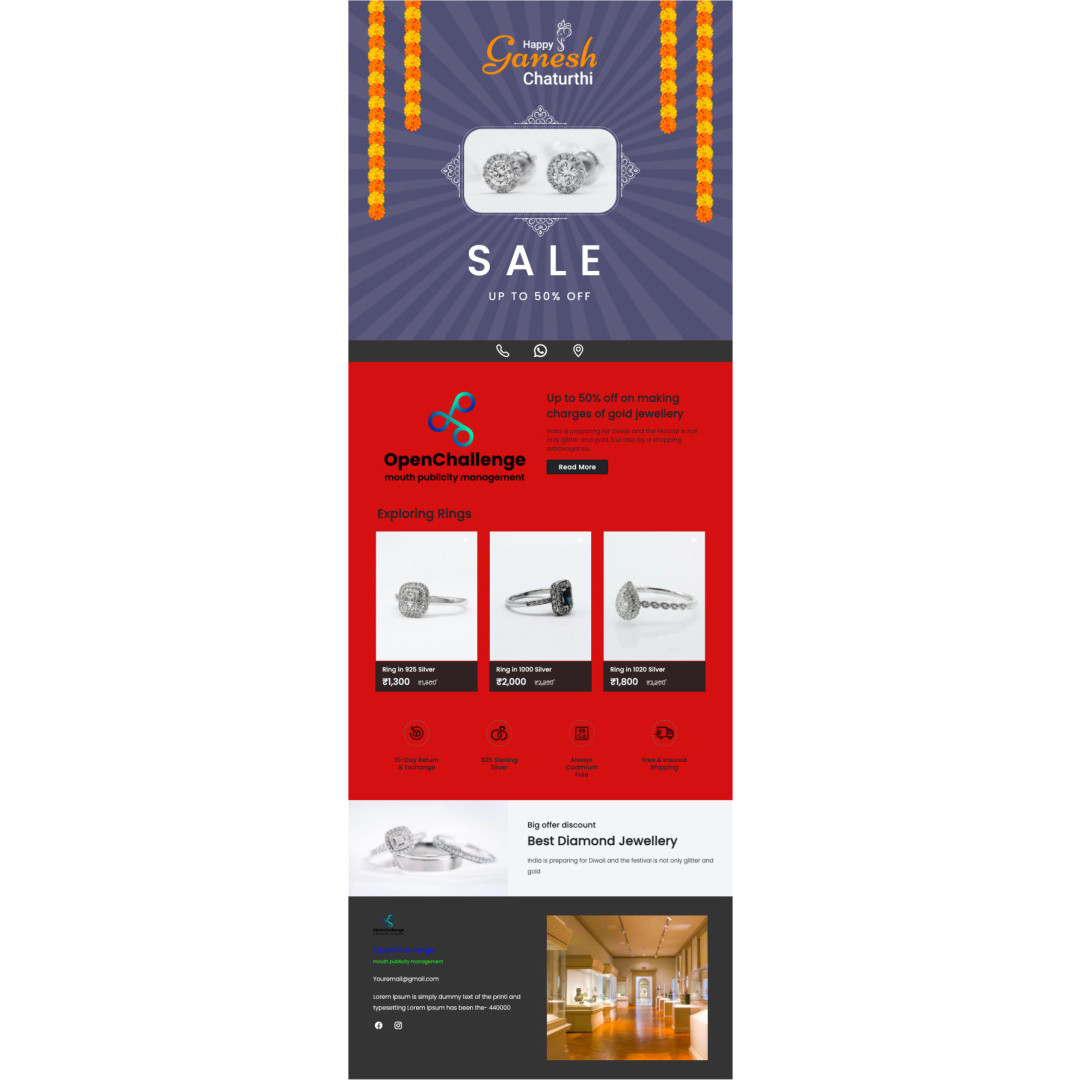 Happy
Ganesh
Chaturthi
SALE
UP TO 50% OFF
OpenChallenge
mouth publicity management
Up to 50% off on making
charges of gold jewellery
India is preparing for Diwali and the festival is not
only glitter and gold, but also by a shopping
extravaganza.
Read More
Exploring Rings
Ring in 925 Silver
₹1,300 ₹1,500
Ring in 1000 Silver
₹2,000 ₹2,200
Ring in 1020 Silver
₹1,800 ₹2,200
15-Day Return
& Exchange
925 Sterling
Silver
Always
Cadmium
Free
Free & Insured
Shipping
Big offer discount
Best Diamond Jewellery
India is preparing for Diwali and the festival is not only glitter and
gold
OpenChallenge
OpenChallenge
mouth publicity management
Youremail@gmail.com
Lorem Ipsum is simply dummy text of the printi and
typesetting Lorem Ipsum has been the- 440000